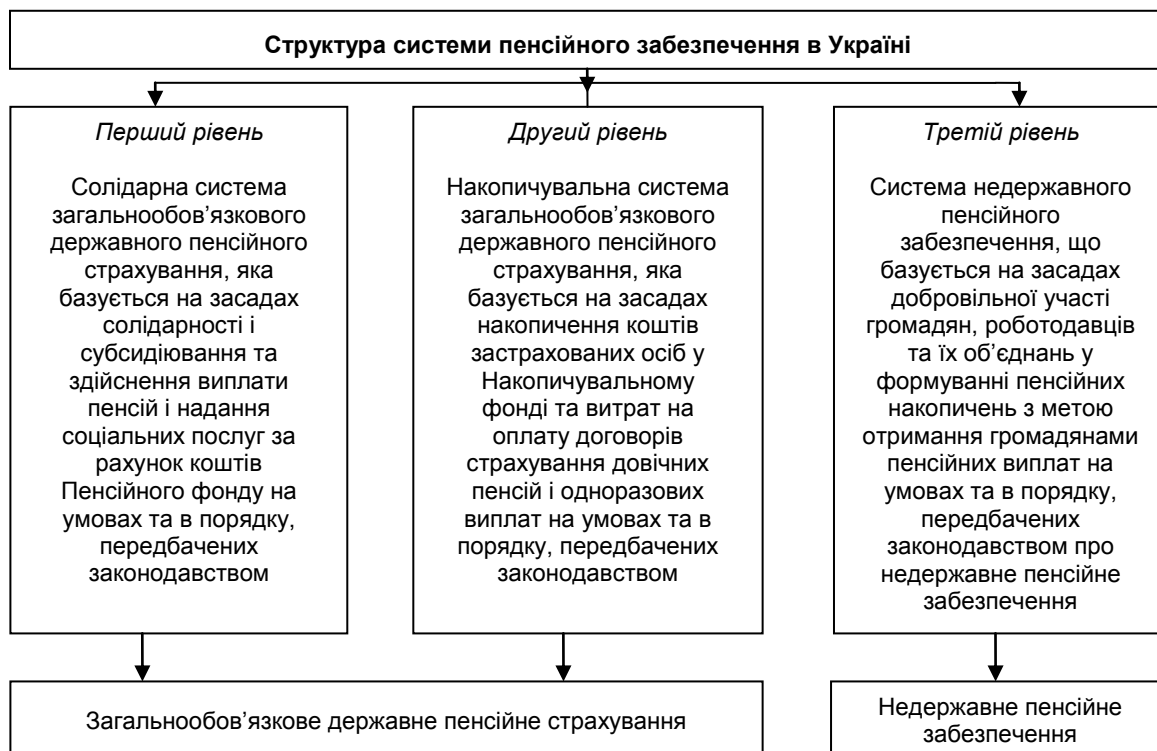 Структура системи пенсійного забезпечення в Україні
Перший рівень
Солідарна система
загальнообов’язкового
державного пенсійного
страхування, яка
базується на засадах
солідарності і
субсидіювання та
здійснення виплати
пенсій і надання
соціальних послуг за
рахунок коштів
Пенсійного фонду на
умовах та в порядку,
передбачених
законодавством
Другий рівень
Накопичувальна система
загальнообов’язкового
державного пенсійного
страхування, яка
базується на засадах
накопичення коштів
застрахованих осіб у
Накопичувальному
фонді та витрат на
оплату договорів
страхування довічних
пенсій і одноразових
виплат на умовах та в
порядку, передбачених
законодавством
Третій рівень
Система недержавного
пенсійного
забезпечення, що
базується на засадах
добровільної участі
громадян, роботодавців
та їх об’єднань у
формуванні пенсійних
накопичень з метою
отримання громадянами
пенсійних виплат на
умовах та в порядку,
передбачених
законодавством про
недержавне пенсійне
забезпечення
Загальнообов’язкове державне пенсійне страхування
Недержавне пенсійне
забезпечення